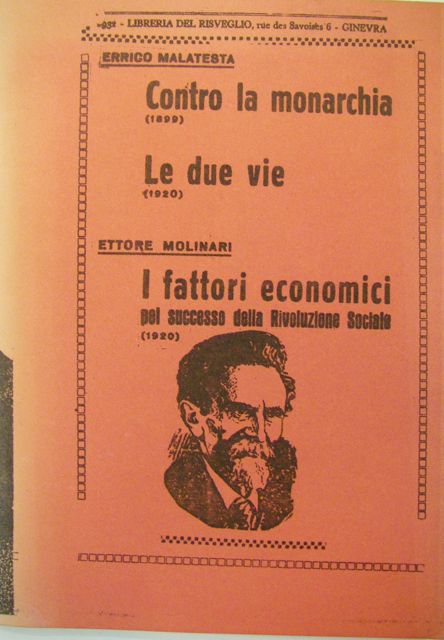 1932 - LIBRERIA DEL RISVEGLIO, rue des Savoises 6 - GINEVRA
ERRICO MALATESTA
Contro la monarchia
(1899)
Le due vie
(1920)
ETTORE MOLINARI
I fattori economici
pel successo della Rivoluzione Sociale
(1920)